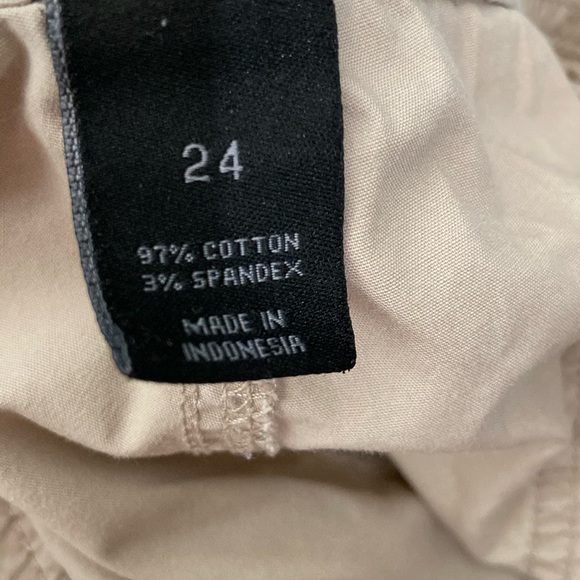 24
97% COTTON
3% SPANDEX
MADE IN
INDONESIA